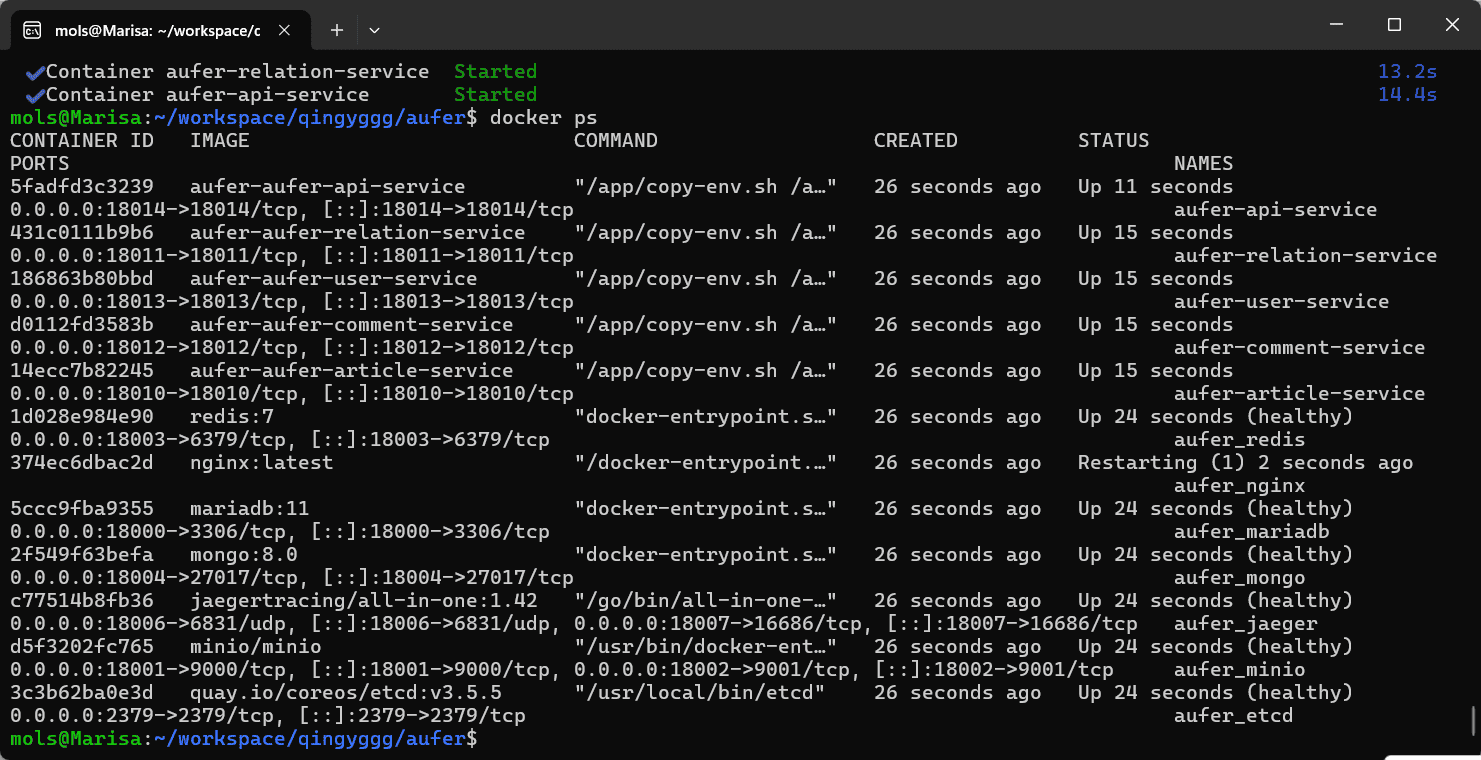 mols@Marisa: ~/workspace/c
Container aufer-relation-service Started 13.2s
Container aufer-api-service Started 14.4s
mols@Marisa:~/workspace/qingyggg/aufer$ docker ps
CONTAINER ID IMAGE COMMAND CREATED STATUS
PORTS NAMES
5fadfd3c3239 aufer-aufer-api-service "/app/copy-env.sh /a…" 26 seconds ago Up 11 seconds
0.0.0.0:18014->18014/tcp, [::]:18014->18014/tcp aufer-api-service
431c0111b9b6 aufer-aufer-relation-service "/app/copy-env.sh /a…" 26 seconds ago Up 15 seconds
0.0.0.0:18011->18011/tcp, [::]:18011->18011/tcp aufer-relation-service
186863b80bbd aufer-aufer-user-service "/app/copy-env.sh /a…" 26 seconds ago Up 15 seconds
0.0.0.0:18013->18013/tcp, [::]:18013->18013/tcp aufer-user-service
d0112fd3583b aufer-aufer-comment-service "/app/copy-env.sh /a…" 26 seconds ago Up 15 seconds
0.0.0.0:18012->18012/tcp, [::]:18012->18012/tcp aufer-comment-service
14ecc7b82245 aufer-aufer-article-service "/app/copy-env.sh /a…" 26 seconds ago Up 15 seconds
0.0.0.0:18010->18010/tcp, [::]:18010->18010/tcp aufer-article-service
1d028e984e90 redis:7 "docker-entrypoint.s…" 26 seconds ago Up 24 seconds (healthy)
0.0.0.0:18003->6379/tcp, [::]:18003->6379/tcp aufer_redis
374ec6dbac2d nginx:latest "/docker-entrypoint.…" 26 seconds ago Restarting (1) 2 seconds ago
aufer_nginx
5ccc9fba9355 mariadb:11 "docker-entrypoint.s…" 26 seconds ago Up 24 seconds (healthy)
0.0.0.0:18000->3306/tcp, [::]:18000->3306/tcp aufer_mariadb
2f549f63befa mongo:8.0 "docker-entrypoint.s…" 26 seconds ago Up 24 seconds (healthy)
0.0.0.0:18004->27017/tcp, [::]:18004->27017/tcp aufer_mongo
c77514b8fb36 jaegertracing/all-in-one:1.42 "/go/bin/all-in-one-…" 26 seconds ago Up 24 seconds (healthy)
0.0.0.0:18006->6831/udp, [::]:18006->6831/udp, 0.0.0.0:18007->16686/tcp, [::]:18007->16686/tcp aufer_jaeger
d5f3202fc765 minio/minio "/usr/bin/docker-ent…" 26 seconds ago Up 24 seconds (healthy)
0.0.0.0:18001->9000/tcp, [::]:18001->9000/tcp, 0.0.0.0:18002->9001/tcp, [::]:18002->9001/tcp aufer_minio
3c3b62ba0e3d quay.io/coreos/etcd:v3.5.5 "/usr/local/bin/etcd" 26 seconds ago Up 24 seconds (healthy)
0.0.0.0:2379->2379/tcp, [::]:2379->2379/tcp aufer_etcd
mols@Marisa:~/workspace/qingyggg/aufer$